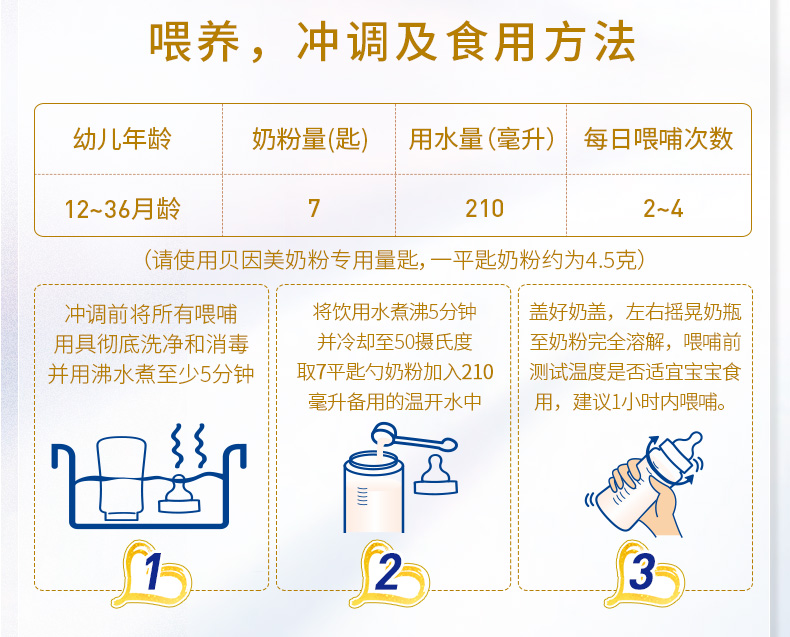 喂养，冲调及食用方法
幼儿年龄 奶粉量(匙) 用水量(毫升) 每日喂哺次数
12~36月龄 7 210 2~4
(请使用贝因美奶粉专用量匙，一平匙奶粉约为4.5克)
冲调前将所有喂哺
用具彻底洗净和消毒
并用沸水煮至少5分钟
1
将饮用水煮沸5分钟
并冷却至50摄氏度
取7平匙勺奶粉加入210
毫升备用的温开水中
2
盖好奶盖，左右摇晃奶瓶
至奶粉完全溶解，喂哺前
测试温度是否适宜宝宝食
用，建议1小时内喂哺。
3